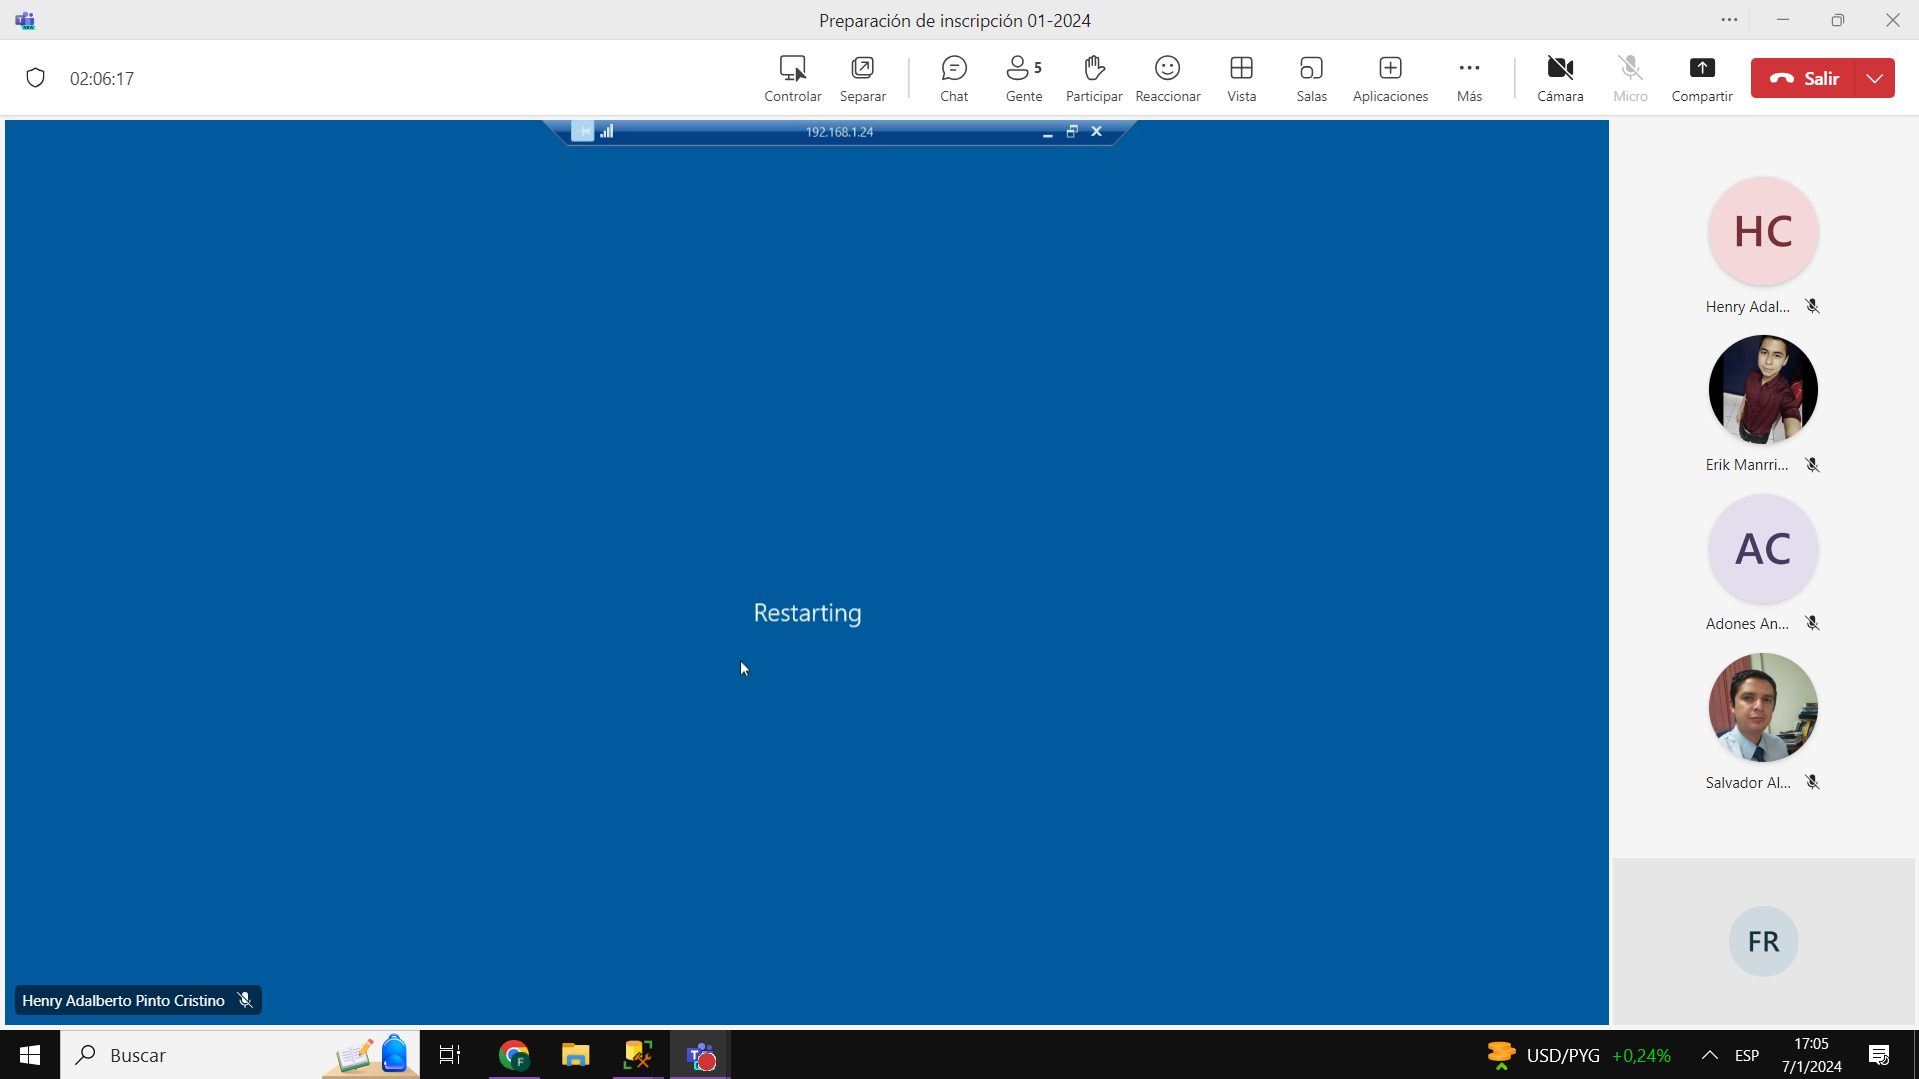 Preparación de inscripción 01-2024
02:06:17
Controlar
Separar
Chat
5
Gente
Participar
Reaccionar
Vista
Salas
Aplicaciones
Más
Cámara
Micro
Compartir
Salir
192.168.1.24
HC
Henry Adal...
Erik Manrri...
AC
Adones An...
Salvador Al...
Restarting
FR
Henry Adalberto Pinto Cristino
Buscar
F
USD/PYG +0,24%
ESP
17:05
7/1/2024